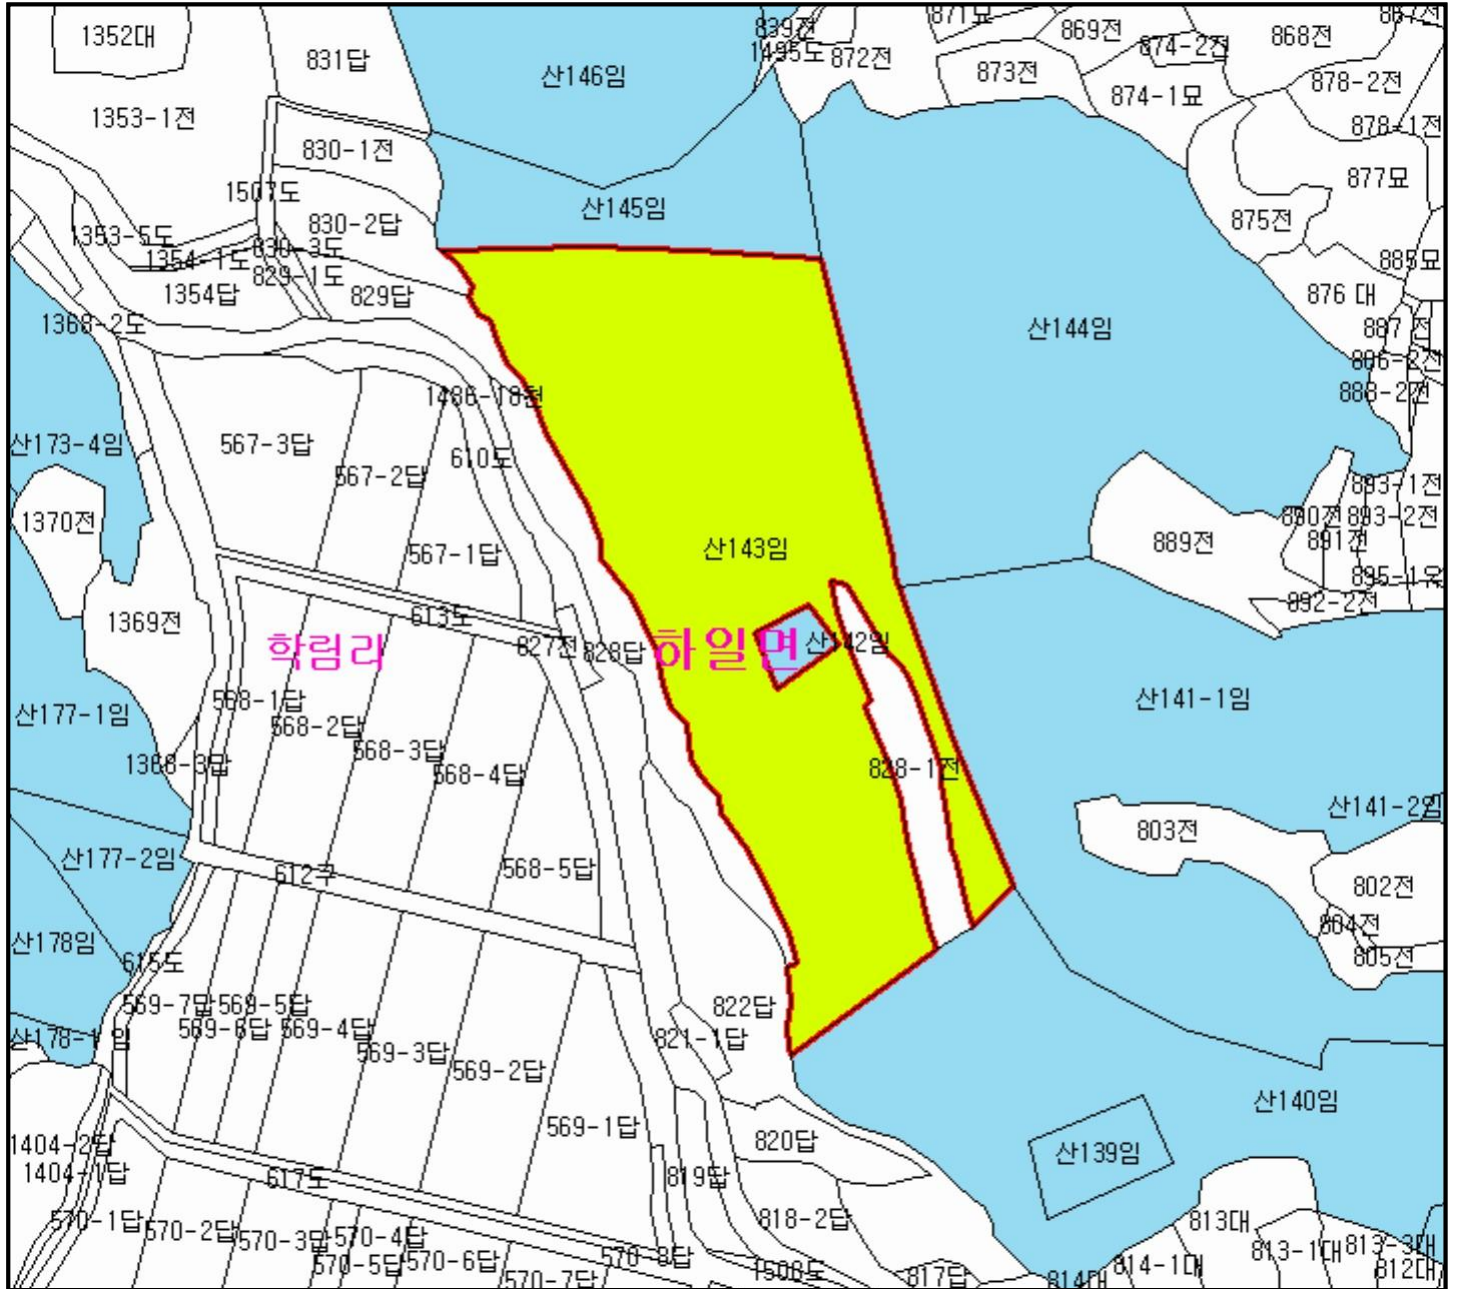 1352대
831답
산146임
839전
1495도
872전
871묘
869전
874-2전
868전
867전
873전
874-1묘
878-2전
878-1전
1353-1전
830-1전
877묘
1507도
830-2답
산145임
875전
1353-5도
830-3도
1354-1도
829-1도
885묘
1354답
829답
876 대
1368-2도
산144임
887 전
886-2전
888-2전
1486-18천
산173-4임
567-3답
610도
567-2답
893-1전
1370전
890전
893-2전
889전
891전
산143임
567-1답
892-2전
1369전
613도
827전
828답
산142임
학림리
하일면
568-1답
568-2답
568-3답
568-4답
산177-1임
산141-1임
828-1전
산141-2임
803전
산177-2임
612구
568-5답
802전
804전
805전
산178임
615도
569-5답
569-6답
569-4답
569-3답
569-2답
569-1답
822답
821-1답
산178-1임
산140임
산139임
820답
1404-2답
1404-1답
617도
819답
570-1답
570-2답
570-3답
570-4답
570-5답
570-6답
570-7답
570-8답
818-2답
1508도
817답
814대
814-1대
813대
813-1대
813-3대
812대